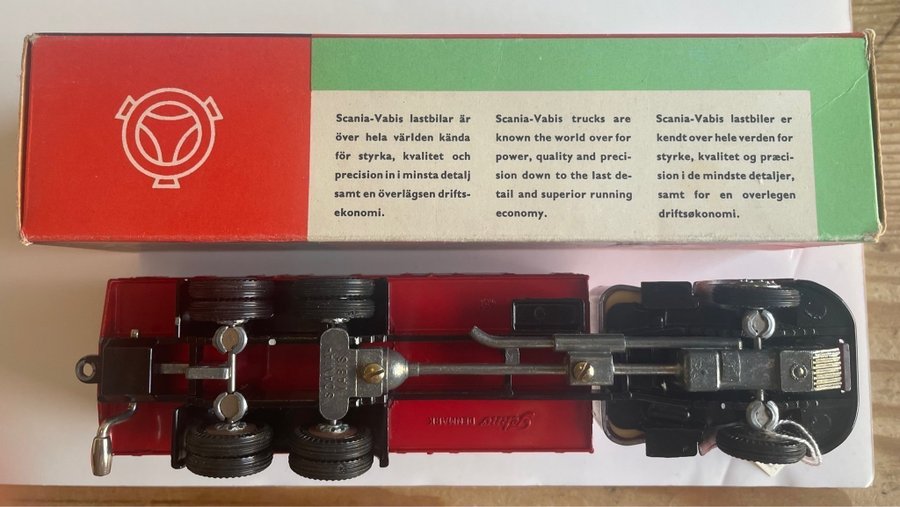 Scania-Vabis lastbilar är
över hela världen kända
för styrka, kvalitet och
precision in i minsta detalj
samt en överlägsen drifts-
ekonomi.
Scania-Vabis trucks are
known the world over for
power, quality and preci-
sion down to the last de-
tail and superior running
economy.
Scania-Vabis lastbiler er
kendt over hele verden for
styrke, kvalitet og præci-
sion i de mindste detaljer,
samt for en overlegen
driftsøkonomi.
SCANIA
VABIS
Tekno DENMARK